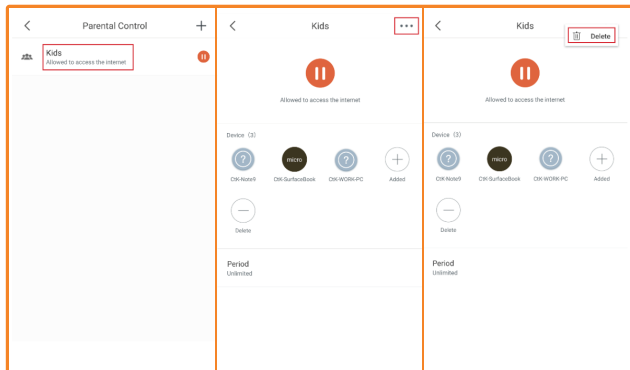 Parental Control
Kids
Allowed to access the internet
Kids
Allowed to access the internet
Device (3)
micro
CtK-Note9
CtK-SurfaceBook
CtK-WORK-PC
Added
Delete
Period
Unlimited
Kids
Delete
Allowed to access the internet
Device (3)
micro
CtK-Note9
CtK-SurfaceBook
CtK-WORK-PC
Added
Delete
Period
Unlimited